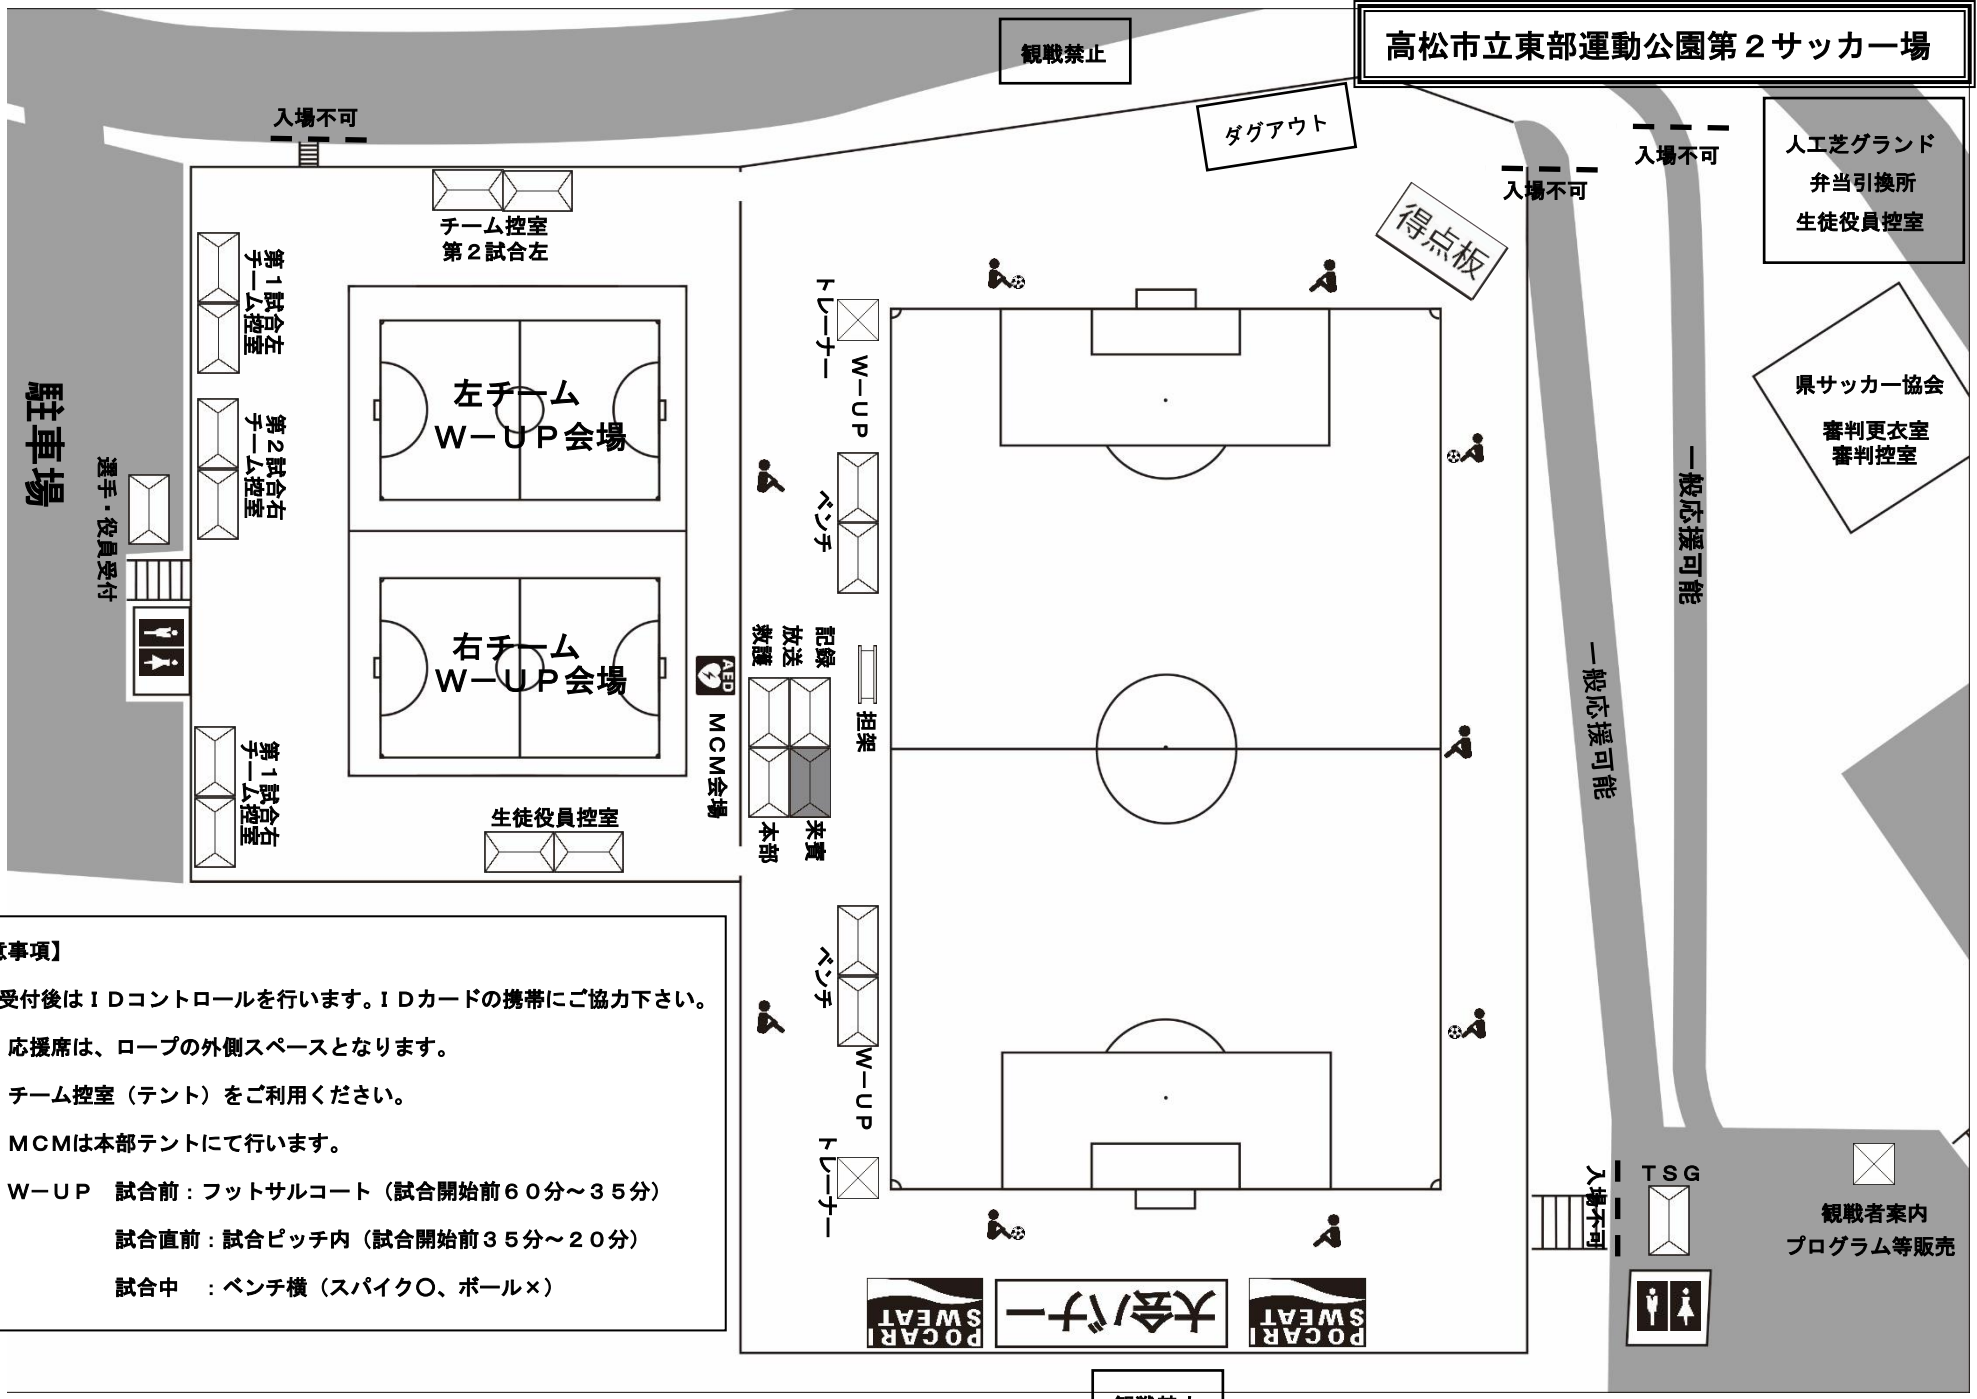 観戦禁止
高松市立東部運動公園第２サッカー場
入場不可
ダグアウト
入場不可
入場不可
人工芝グランド
弁当引換所
生徒役員控室
チーム控室
第２試合左
得点板
第１試合左
チーム控室
トレーナー
W－UP
左チーム
W－UP会場
県サッカー協会
審判更衣室
審判控室
駐車場
第２試合右
チーム控室
選手・役員受付
ベンチ
一般応援可能
一般応援可能
右チーム
W－UP会場
記録
放送
救護
AED
MCM会場
担架
本部
来賓
第１試合右
チーム控室
生徒役員控室
ベンチ
W－UP
トレーナー
意事項】
受付後はＩＤコントロールを行います。ＩＤカードの携帯にご協力下さい。
応援席は、ロープの外側スペースとなります。
チーム控室（テント）をご利用ください。
ＭＣＭは本部テントにて行います。
Ｗ－ＵＰ　試合前：フットサルコート（試合開始前６０分～３５分）
試合直前：試合ピッチ内（試合開始前３５分～２０分）
試合中　：ベンチ横（スパイク〇、ボール×）
入場不可
ＴＳＧ
観戦者案内
プログラム等販売
POCARI
SWEAT
大会バナー
POCARI
SWEAT
観戦禁止